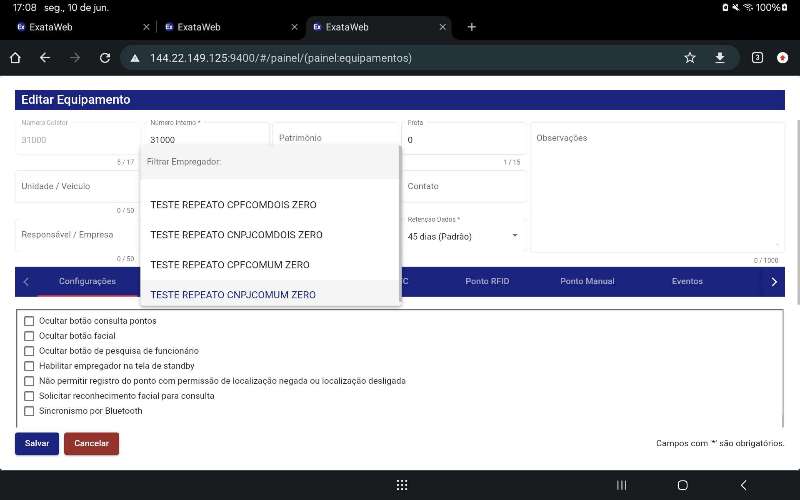 17:08 seg., 10 de jun.
100%
ExataWeb
ExataWeb
ExataWeb
144.22.149.125:9400/#/painel/(painel:equipamentos)
3
Editar Equipamento
Número Coletor
31000
5 / 17
Número Interno *
31000
Patrimônio
Frota
0
1 / 15
Observações
0 / 1000
Unidade / Veículo
0 / 50
Contato
Responsável / Empresa
0 / 50
Retenção Dados *
45 dias (Padrão)
Filtrar Empregador:
TESTE REPEATO CPFCOMDOIS ZERO
TESTE REPEATO CNPJCOMDOIS ZERO
TESTE REPEATO CPFCOMUM ZERO
TESTE REPEATO CNPJCOMUM ZERO
Configurações
C
Ponto RFID
Ponto Manual
Eventos
Ocultar botão consulta pontos
Ocultar botão facial
Ocultar botão de pesquisa de funcionário
Habilitar empregador na tela de standby
Não permitir registro do ponto com permissão de localização negada ou localização desligada
Solicitar reconhecimento facial para consulta
Sincronismo por Bluetooth
Salvar
Cancelar
Campos com '*' são obrigatórios.